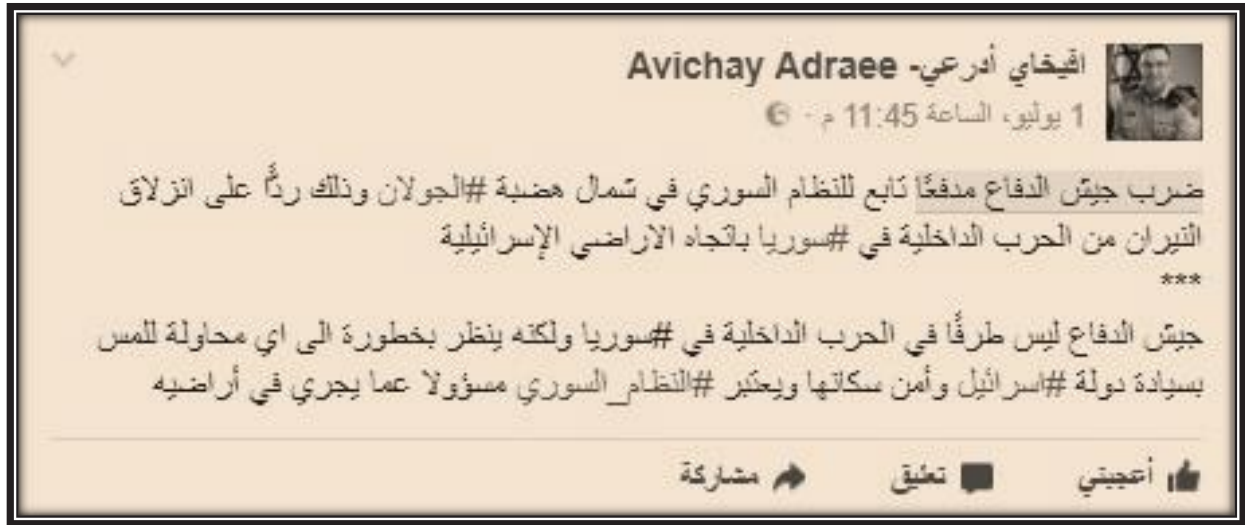 افيخاي أدرعي- Avichay Adraee
1 يوليو، الساعة 11:45 م ·
ضرب جيش الدفاع مدفعًا تابع للنظام السوري في شمال هضبة #الجولان وذلك ردًّا على انزلاق
النيران من الحرب الداخلية في #سوريا باتجاه الاراضي الإسرائيلية
***
جيش الدفاع ليس طرفًا في الحرب الداخلية في #سوريا ولكنه ينظر بخطورة الى اي محاولة للمس
بسيادة دولة #اسرائيل وأمن سكانها ويعتبر #النظام_السوري مسؤولا عما يجري في أراضيه
أعجبني تعليق مشاركة